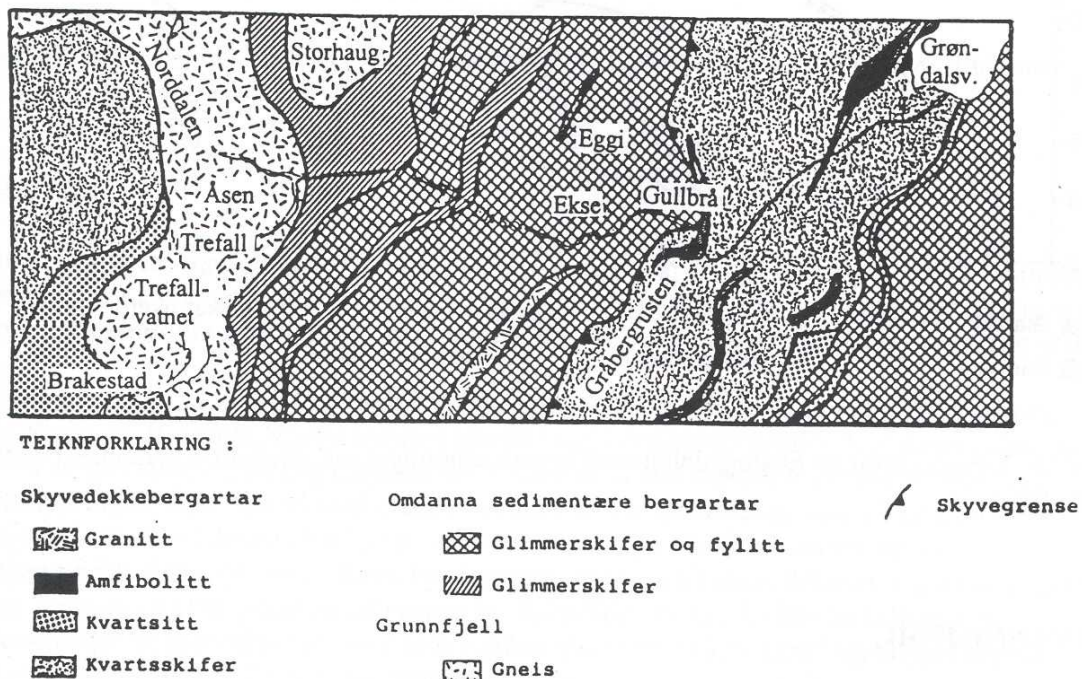 Norddalen
Storhaug
Grøn-
dalsv.
Eggi
Åsen
Ekse
Gullbrå
Trefall
Trefall-
vatnet
Gråbergnusten
Brakestad
TEIKNFORKLARING :
Skyvedekkebergartar
Granitt
Amfibolitt
Kvartsitt
Kvartsskifer
Omdanna sedimentære bergartar
Glimmerskifer og fylitt
Glimmerskifer
Grunnfjell
Gneis
Skyvegrense